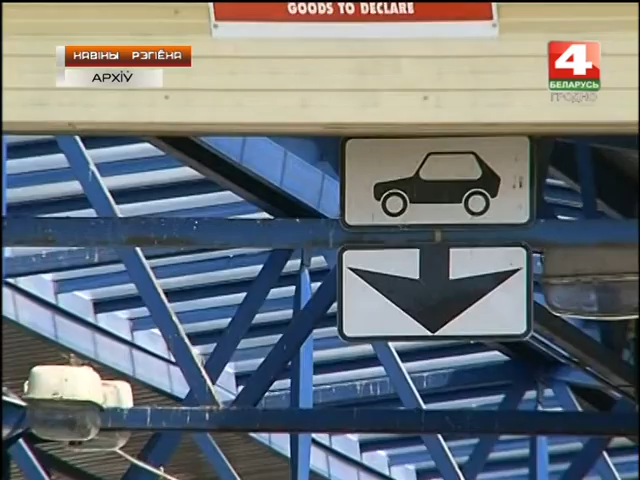 GOODS TO DECLARE
НАВІНЫ РЭГІЁНА
АРХІЎ
4
БЕЛАРУСЬ
ГРОДНО